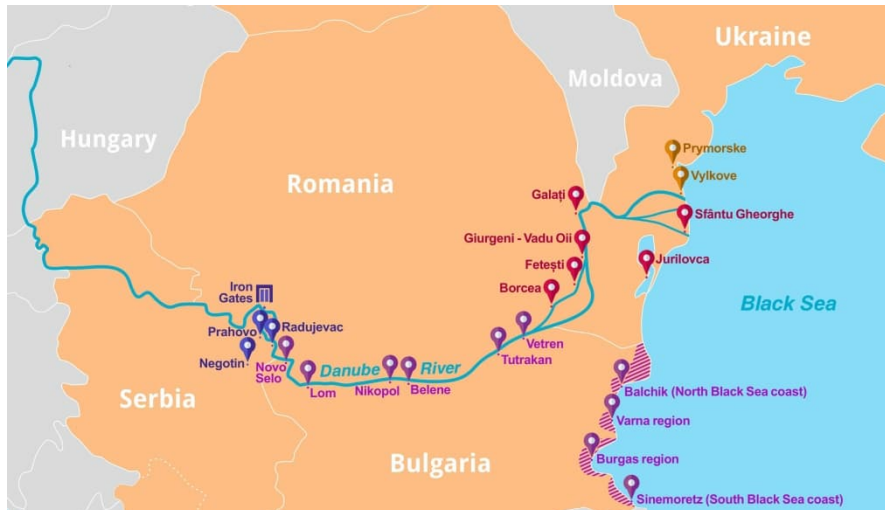 Ukraine
Moldova
Hungary
Romania
Prymorske
Vylkove
Galați
Sfântu Gheorghe
Giurgeni - Vadu Oii
Fetești
Jurilovca
Borcea
Iron
Gates
Black Sea
Prahovo
Radujevac
Negotin
Novo
Selo
Danube River
Vetren
Tutrakan
Lom
Nikopol
Belene
Serbia
Balchik (North Black Sea coast)
Varna region
Bulgaria
Burgas region
Sinemoretz (South Black Sea coast)